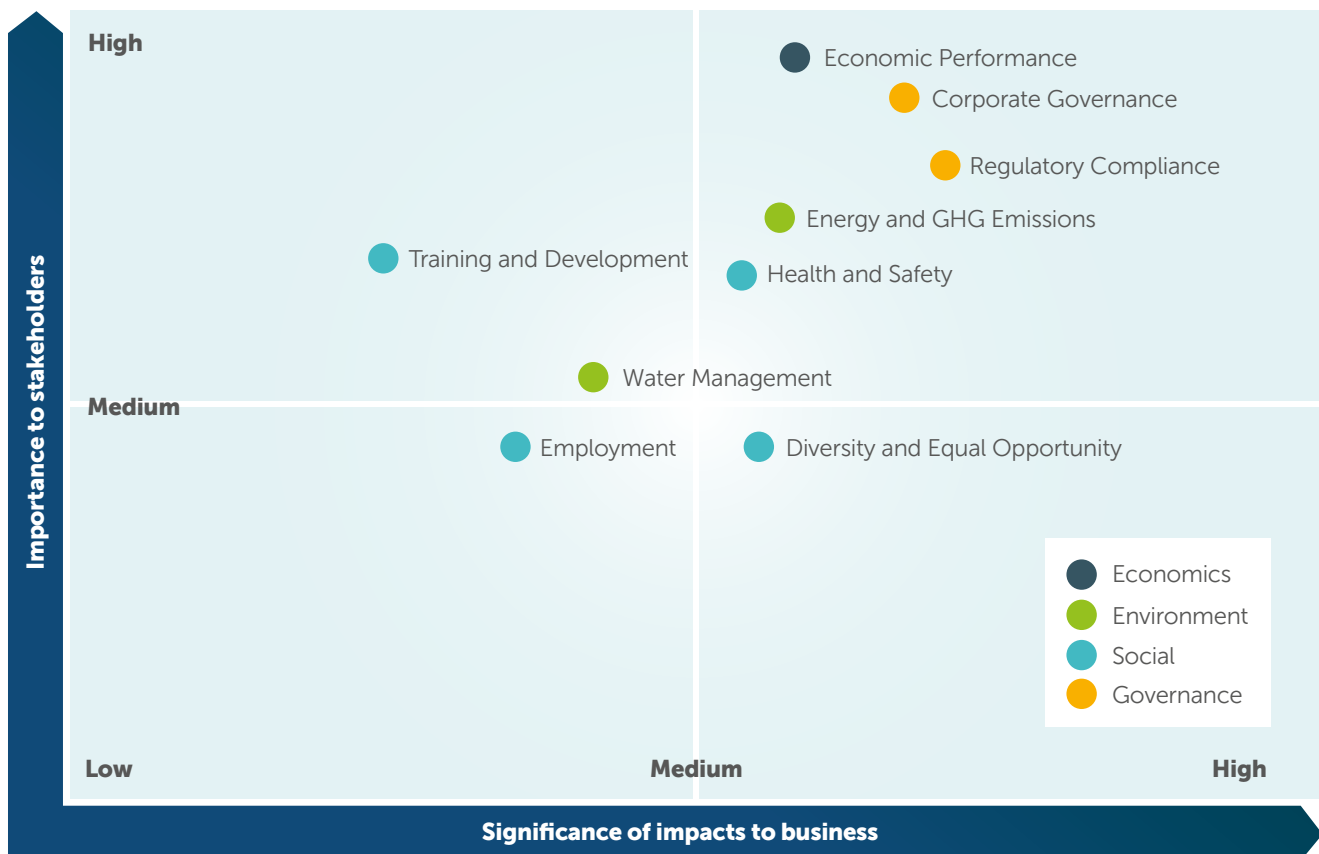 High
Economic Performance
Corporate Governance
Regulatory Compliance
Energy and GHG Emissions
Training and Development
Health and Safety
Water Management
Medium
Employment
Diversity and Equal Opportunity
Importance to stakeholders
Economics
Environment
Social
Governance
Low
Medium
High
Significance of impacts to business